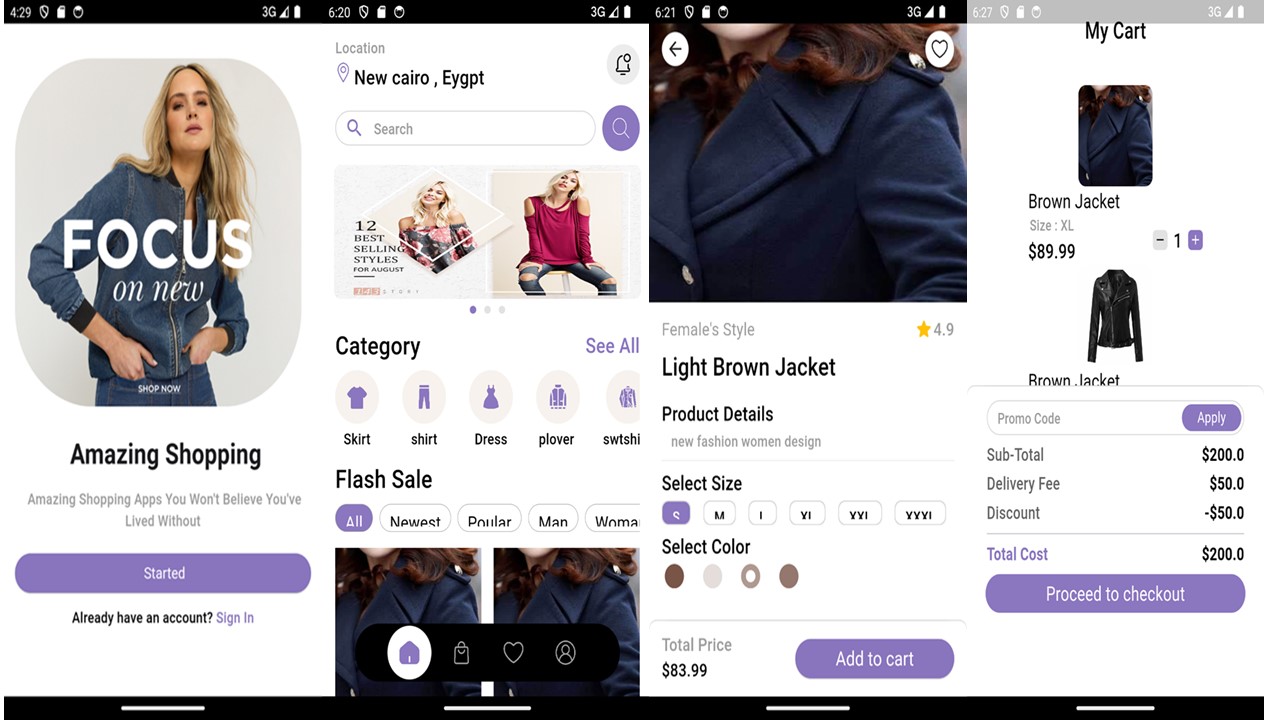 4:29
3G
FOCUS
on new
SHOP NOW
Amazing Shopping
Amazing Shopping Apps You Won't Believe You've
Lived Without
Started
Already have an account? Sign In
6:20
3G
Location
New cairo , Eygpt
Search
12
BEST
SELLING
STYLES
FOR AUGUST
Category
See All
Skirt
shirt
Dress
plover
swtshi
Flash Sale
All
Newest
Poular
Man
Woma
6:21
3G
Female's Style
4.9
Light Brown Jacket
Product Details
new fashion women design
Select Size
S
M
L
XL
XXL
XXXL
Select Color
Total Price
$83.99
Add to cart
6:27
3G
My Cart
Brown Jacket
Size : XL
$89.99
1
Brown Jacket
Promo Code
Apply
Sub-Total
$200.0
Delivery Fee
$50.0
Discount
-$50.0
Total Cost
$200.0
Proceed to checkout